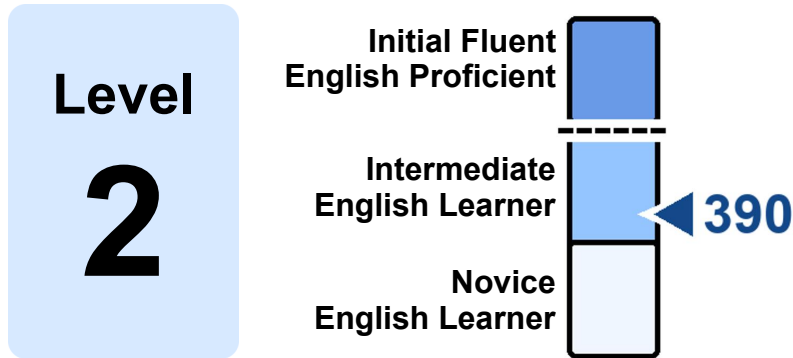 Level
2
Initial Fluent
English Proficient
Intermediate
English Learner
390
Novice
English Learner